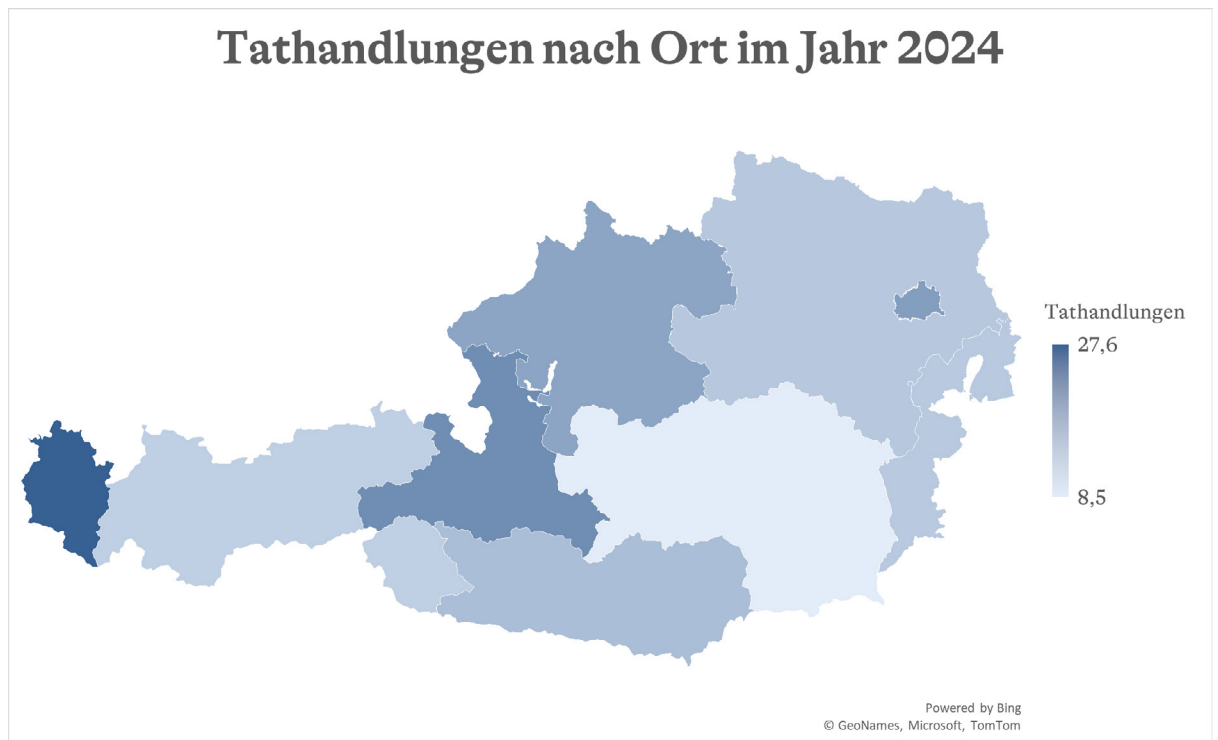 Tathandlungen nach Ort im Jahr 2024
Tathandlungen
27,6
8,5
Powered by Bing
© GeoNames, Microsoft, TomTom